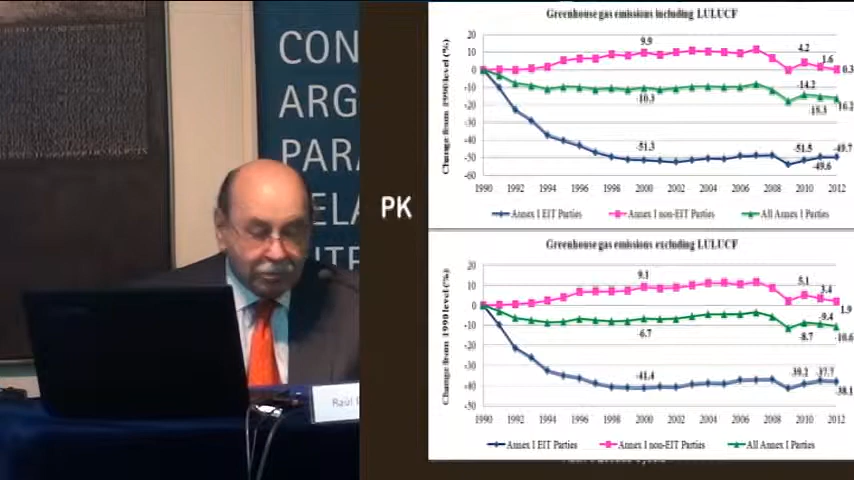 CON
ARG
PARA
RELA
INTE
Raúl
PK
Greenhouse gas emissions including LULUCF
Change from 1990 level (%)
20
10
0
-10
-20
-30
-40
-50
-60
9.9
4.2
1.6
0.3
-10.3
-14.2
-15.3
-16.2
-51.3
-51.5
-49.6
-49.7
1990 1992 1994 1996 1998 2000 2002 2004 2006 2008 2010 2012
Annex I EIT Parties Annex I non-EIT Parties All Annex I Parties
Greenhouse gas emissions excluding LULUCF
Change from 1990 level (%)
20
10
0
-10
-20
-30
-40
-50
9.1
5.1
3.4
1.9
-6.7
-8.7
-9.4
-10.6
-41.4
-39.2
-37.7
-38.1
1990 1992 1994 1996 1998 2000 2002 2004 2006 2008 2010 2012
Annex I EIT Parties Annex I non-EIT Parties All Annex I Parties